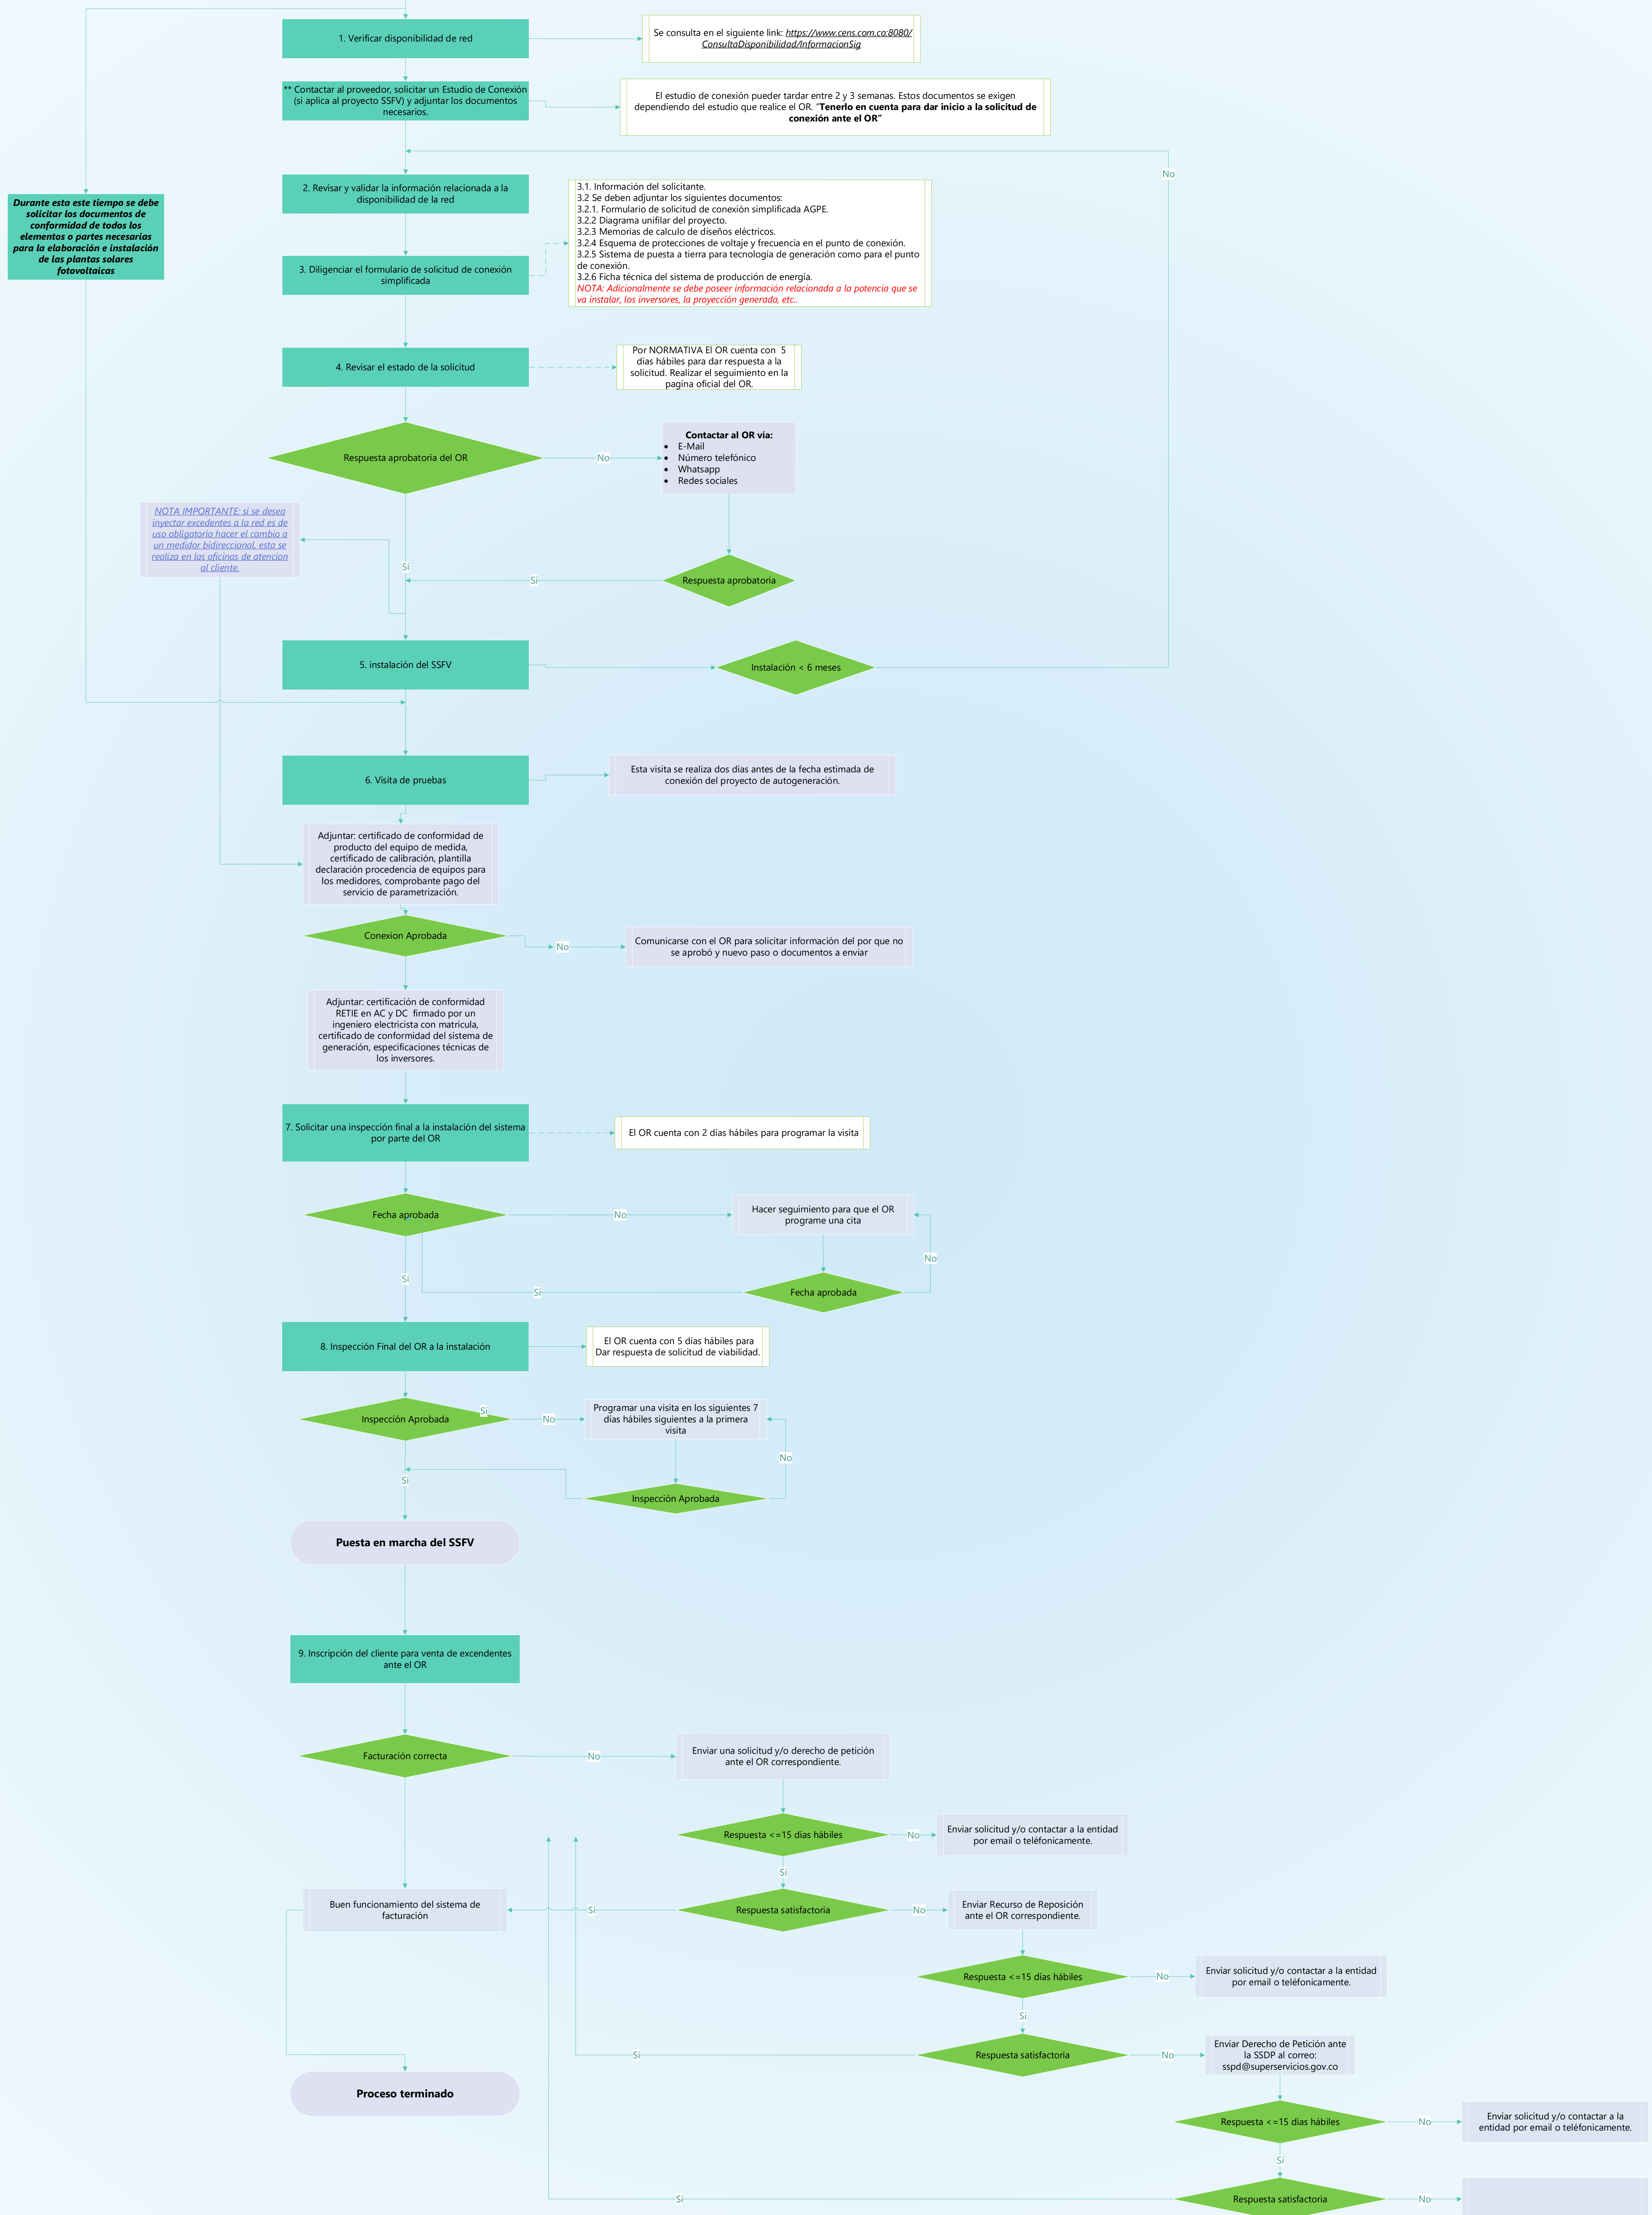 1. Verificar disponibilidad de red
Se consulta en el siguiente link: https://www.cens.com.co:8080/
ConsultaDisponibilidad/InformacionSig
** Contactar al proveedor, solicitar un Estudio de Conexión
(si aplica al proyecto SSFV) y adjuntar los documentos
necesarios.
El estudio de conexión pueder tardar entre 2 y 3 semanas. Estos documentos se exigen
dependiendo del estudio que realice el OR. "Tenerlo en cuenta para dar inicio a la solicitud de
conexión ante el OR"
No
Durante esta este tiempo se debe
solicitar los documentos de
conformidad de todos los
elementos o partes necesarias
para la elaboración e instalación
de las plantas solares
fotovoltaicas
2. Revisar y validar la información relacionada a la
disponibilidad de la red
3.1. Información del solicitante.
3.2 Se deben adjuntar los siguientes documentos:
3.2.1. Formulario de solicitud de conexión simplificada AGPE.
3.2.2 Diagrama unifilar del proyecto.
3.2.3 Memorias de calculo de diseños eléctricos.
3.2.4 Esquema de protecciones de voltaje y frecuencia en el punto de conexión.
3.2.5 Sistema de puesta a tierra para tecnología de generación como para el punto
de conexión.
3.2.6 Ficha técnica del sistema de producción de energía.
NOTA: Adicionalmente se debe poseer información relacionada a la potencia que se
va instalar, los inversores, la proyección generada, etc..
3. Diligenciar el formulario de solicitud de conexión
simplificada
4. Revisar el estado de la solicitud
Por NORMATIVA El OR cuenta con 5
días hábiles para dar respuesta a la
solicitud. Realizar el seguimiento en la
pagina oficial del OR.
Respuesta aprobatoria del OR
No
Contactar al OR vía:
• E-Mail
• Número telefónico
• Whatsapp
• Redes sociales
NOTA IMPORTANTE: si se desea
inyectar excedentes a la red es de
uso obligatorio hacer el cambio a
un medidor bidireccional, esta se
realiza en las oficinas de atencion
al cliente.
Sí
Sí
Respuesta aprobatoria
5. instalación del SSFV
Instalación < 6 meses
6. Visita de pruebas
Esta visita se realiza dos días antes de la fecha estimada de
conexión del proyecto de autogeneración.
Adjuntar: certificado de conformidad de
producto del equipo de medida,
certificado de calibración, plantilla
declaración procedencia de equipos para
los medidores, comprobante pago del
servicio de parametrización.
Conexion Aprobada
No
Comunicarse con el OR para solicitar información del por que no
se aprobó y nuevo paso o documentos a enviar
Adjuntar: certificación de conformidad
RETIE en AC y DC firmado por un
ingeniero electricista con matricula,
certificado de conformidad del sistema de
generación, especificaciones técnicas de
los inversores.
7. Solicitar una inspección final a la instalación del sistema
por parte del OR
El OR cuenta con 2 días hábiles para programar la visita
Fecha aprobada
No
Hacer seguimiento para que el OR
programe una cita
No
Sí
Sí
Fecha aprobada
8. Inspección Final del OR a la instalación
El OR cuenta con 5 días hábiles para
Dar respuesta de solicitud de viabilidad.
Inspección Aprobada
Sí
No
Programar una visita en los siguientes 7
días hábiles siguientes a la primera
visita
No
Sí
Inspección Aprobada
Puesta en marcha del SSFV
9. Inscripción del cliente para venta de excendentes
ante el OR
Facturación correcta
No
Enviar una solicitud y/o derecho de petición
ante el OR correspondiente.
Respuesta <=15 días hábiles
No
Enviar solicitud y/o contactar a la entidad
por email o teléfonicamente.
Sí
Buen funcionamiento del sistema de
facturación
Sí
Respuesta satisfactoria
No
Enviar Recurso de Reposición
ante el OR correspondiente.
Respuesta <=15 días hábiles
No
Enviar solicitud y/o contactar a la entidad
por email o teléfonicamente.
Sí
Sí
Respuesta satisfactoria
No
Enviar Derecho de Petición ante
la SSDP al correo:
sspd@superservicios.gov.co
Proceso terminado
Respuesta <=15 días hábiles
No
Enviar solicitud y/o contactar a la
entidad por email o teléfonicamente.
Sí
Sí
Respuesta satisfactoria
No